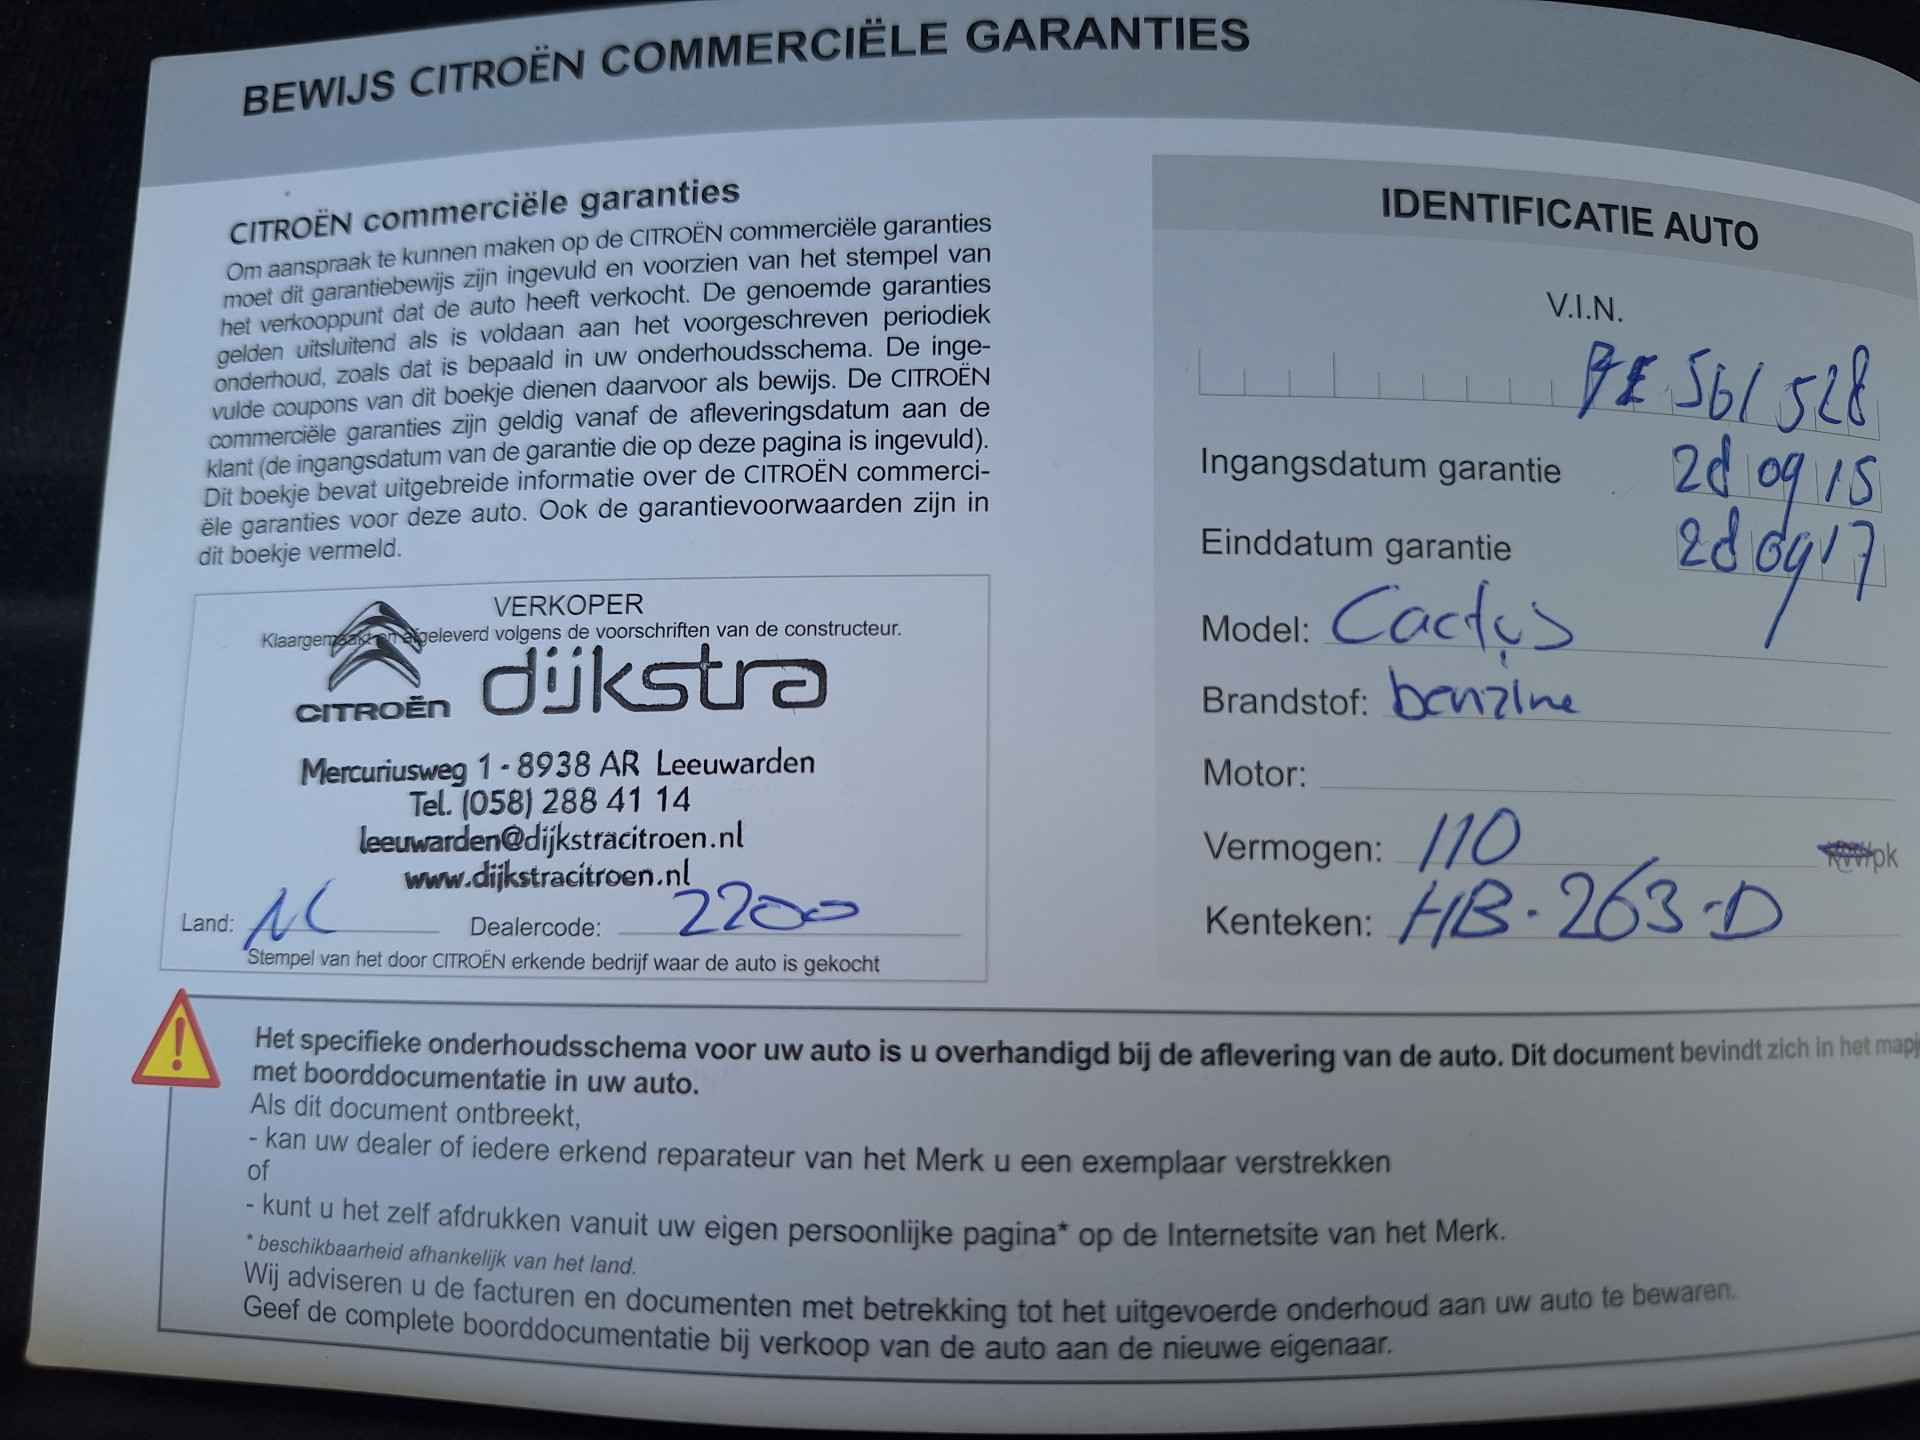 BEWIJS CITROËN COMMERCIËLE GARANTIES
CITROËN commerciële garanties
Om aanspraak te kunnen maken op de CITROËN commerciële garanties
moet dit garantiebewijs zijn ingevuld en voorzien van het stempel van
het verkooppunt dat de auto heeft verkocht. De genoemde garanties
gelden uitsluitend als is voldaan aan het voorgeschreven periodiek
onderhoud, zoals dat is bepaald in uw onderhoudsschema. De inge-
vulde coupons van dit boekje dienen daarvoor als bewijs. De CITROËN
commerciële garanties zijn geldig vanaf de afleveringsdatum aan de
klant (de ingangsdatum van de garantie die op deze pagina is ingevuld).
Dit boekje bevat uitgebreide informatie over de CITROËN commerci-
ële garanties voor deze auto. Ook de garantievoorwaarden zijn in
dit boekje vermeld.
VERKOPER
Klaargemaakt en afgeleverd volgens de voorschriften van de constructeur.
CITROËN dijkstra
Mercuriusweg 1 - 8938 AR Leeuwarden
Tel. (058) 288 41 14
leeuwarden@dijkstracitroen.nl
www.dijkstracitroen.nl
Land: NL Dealercode: 2200
Stempel van het door CITROËN erkende bedrijf waar de auto is gekocht
IDENTIFICATIE AUTO
V.I.N.
561528
Ingangsdatum garantie 28 09 15
Einddatum garantie 28 09 17
Model: Cactus
Brandstof: benzine
Motor:
Vermogen: 110 pk
Kenteken: HB-263-D
Het specifieke onderhoudsschema voor uw auto is u overhandigd bij de aflevering van de auto. Dit document bevindt zich in het mapj
met boorddocumentatie in uw auto.
Als dit document ontbreekt,
- kan uw dealer of iedere erkend reparateur van het Merk u een exemplaar verstrekken
of
- kunt u het zelf afdrukken vanuit uw eigen persoonlijke pagina* op de Internetsite van het Merk.
* beschikbaarheid afhankelijk van het land.
Wij adviseren u de facturen en documenten met betrekking tot het uitgevoerde onderhoud aan uw auto te bewaren.
Geef de complete boorddocumentatie bij verkoop van de auto aan de nieuwe eigenaar.